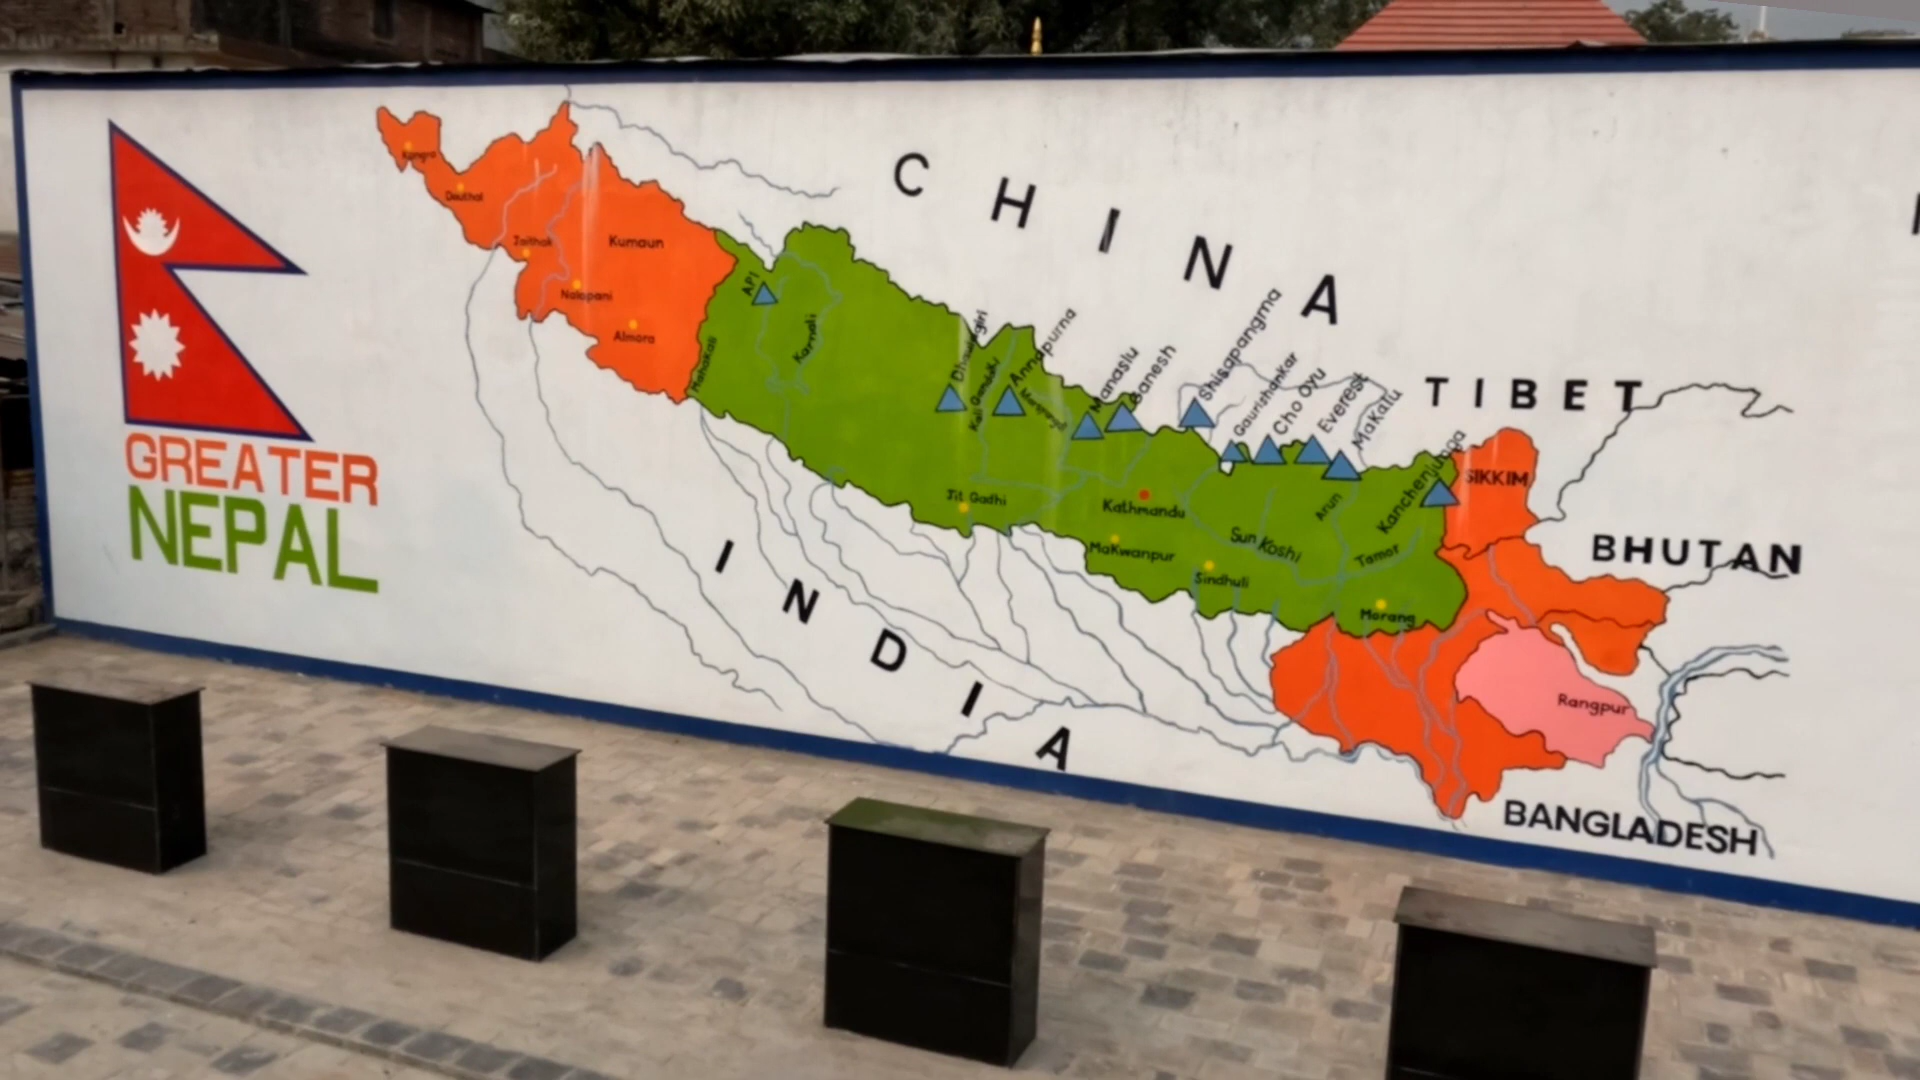 GREATER
NEPAL
CHINA
TIBET
BHUTAN
INDIA
BANGLADESH
Kangra
Deuthal
Jaithak
Kumaun
Nalapani
Almora
Mahakali
API
Karnali
Dhaulagiri
Kali Gandaki
Annapurna
Manaslu
Ganesh
Shisapangma
Gaurishankar
Cho oyu
Everest
Makalu
Kanchenjunga
SIKKIM
Jit Gadhi
Kathmandu
Makwanpur
Sun Koshi
Sindhuli
Arun
Tamor
Morang
Rangpur